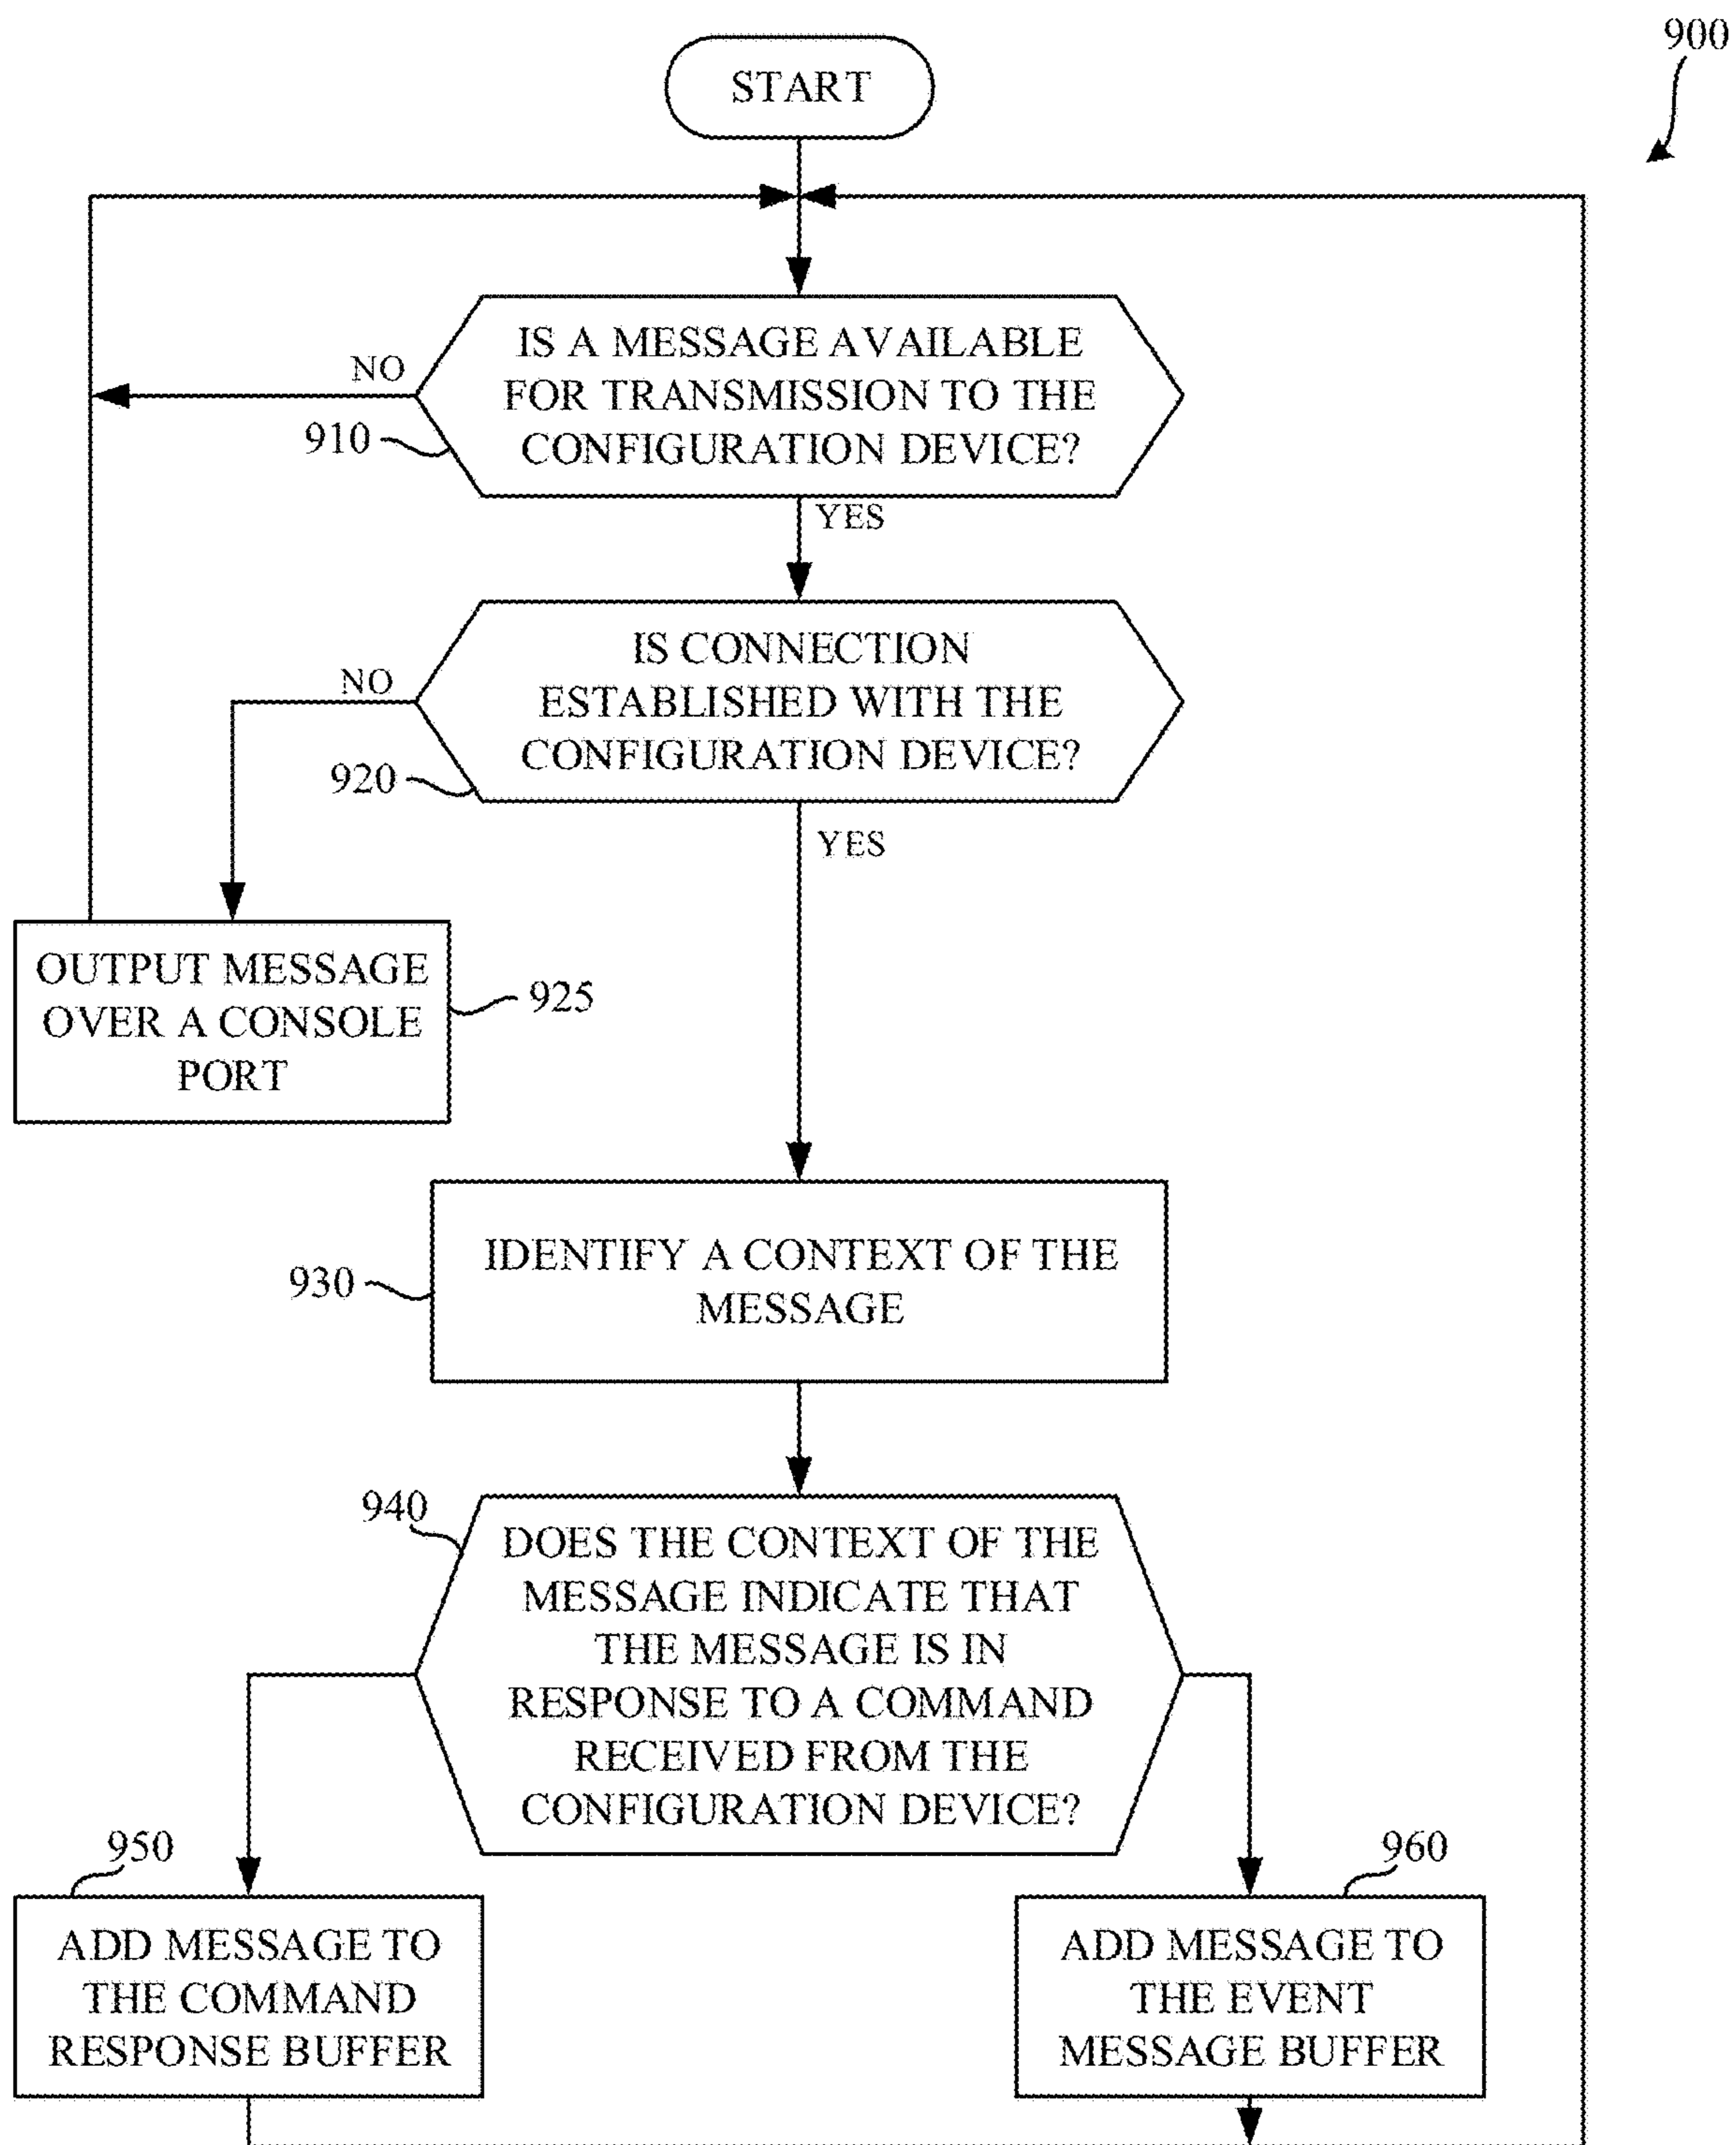 900
START
IS A MESSAGE AVAILABLE
FOR TRANSMISSION TO THE
CONFIGURATION DEVICE?
NO
910
YES
IS CONNECTION
ESTABLISHED WITH THE
CONFIGURATION DEVICE?
NO
920
YES
OUTPUT MESSAGE
OVER A CONSOLE
PORT
925
IDENTIFY A CONTEXT OF THE
MESSAGE
930
940
DOES THE CONTEXT OF THE
MESSAGE INDICATE THAT
THE MESSAGE IS IN
RESPONSE TO A COMMAND
RECEIVED FROM THE
CONFIGURATION DEVICE?
950
ADD MESSAGE TO
THE COMMAND
RESPONSE BUFFER
960
ADD MESSAGE TO
THE EVENT
MESSAGE BUFFER